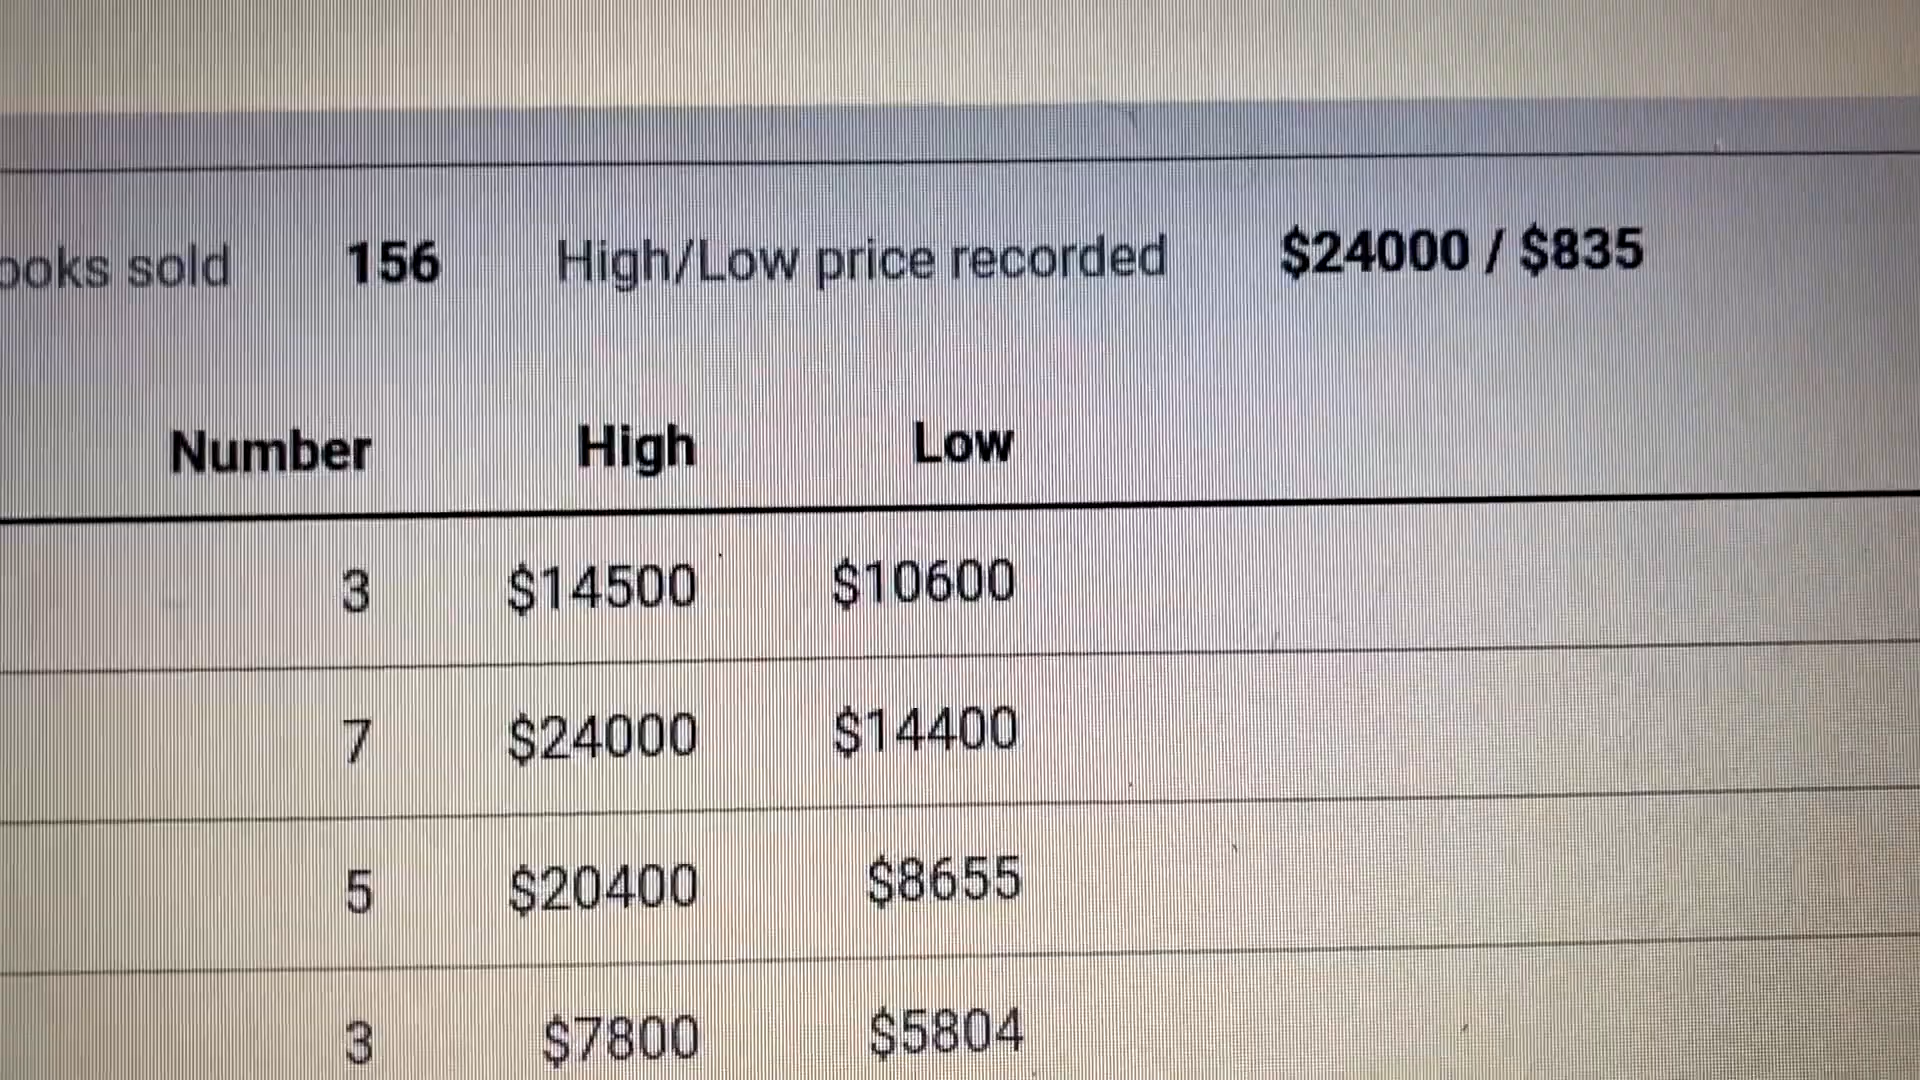 ooks sold 156 High/Low price recorded $24000 / $835
Number High Low
3 $14500 $10600
7 $24000 $14400
5 $20400 $8655
3 $7800 $5804